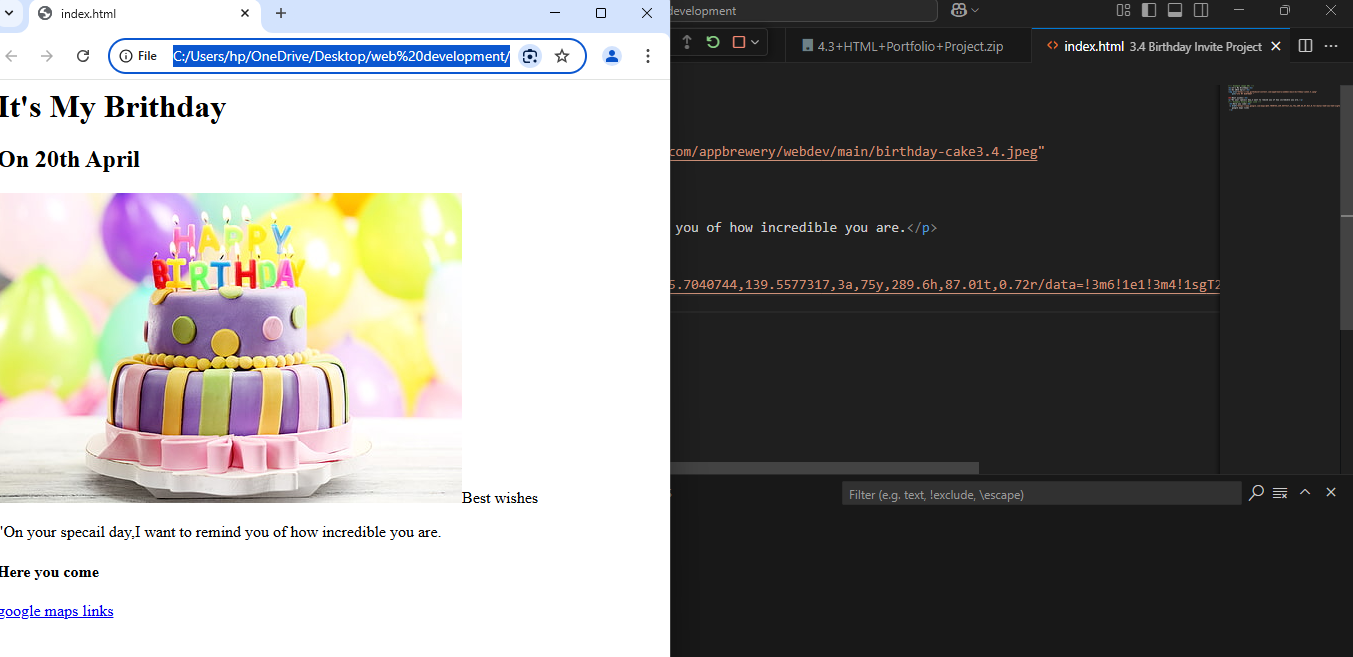 index.html
File C:/Users/hp/OneDrive/Desktop/web%20development/
It's My Brithday
On 20th April
HAPPY
BIRTHDAY
Best wishes
'On your specail day,I want to remind you of how incredible you are.
Here you come
google maps links
development
4.3+HTML+Portfolio+Project.zip
index.html 3.4 Birthday Invite Project
com/appbrewery/webdev/main/birthday-cake3.4.jpeg"
you of how incredible you are.</p>
5.7040744,139.5577317,3a,75y,289.6h,87.01t,0.72r/data=!3m6!1e1!3m4!1sgT2
Filter (e.g. text, !exclude, \escape)